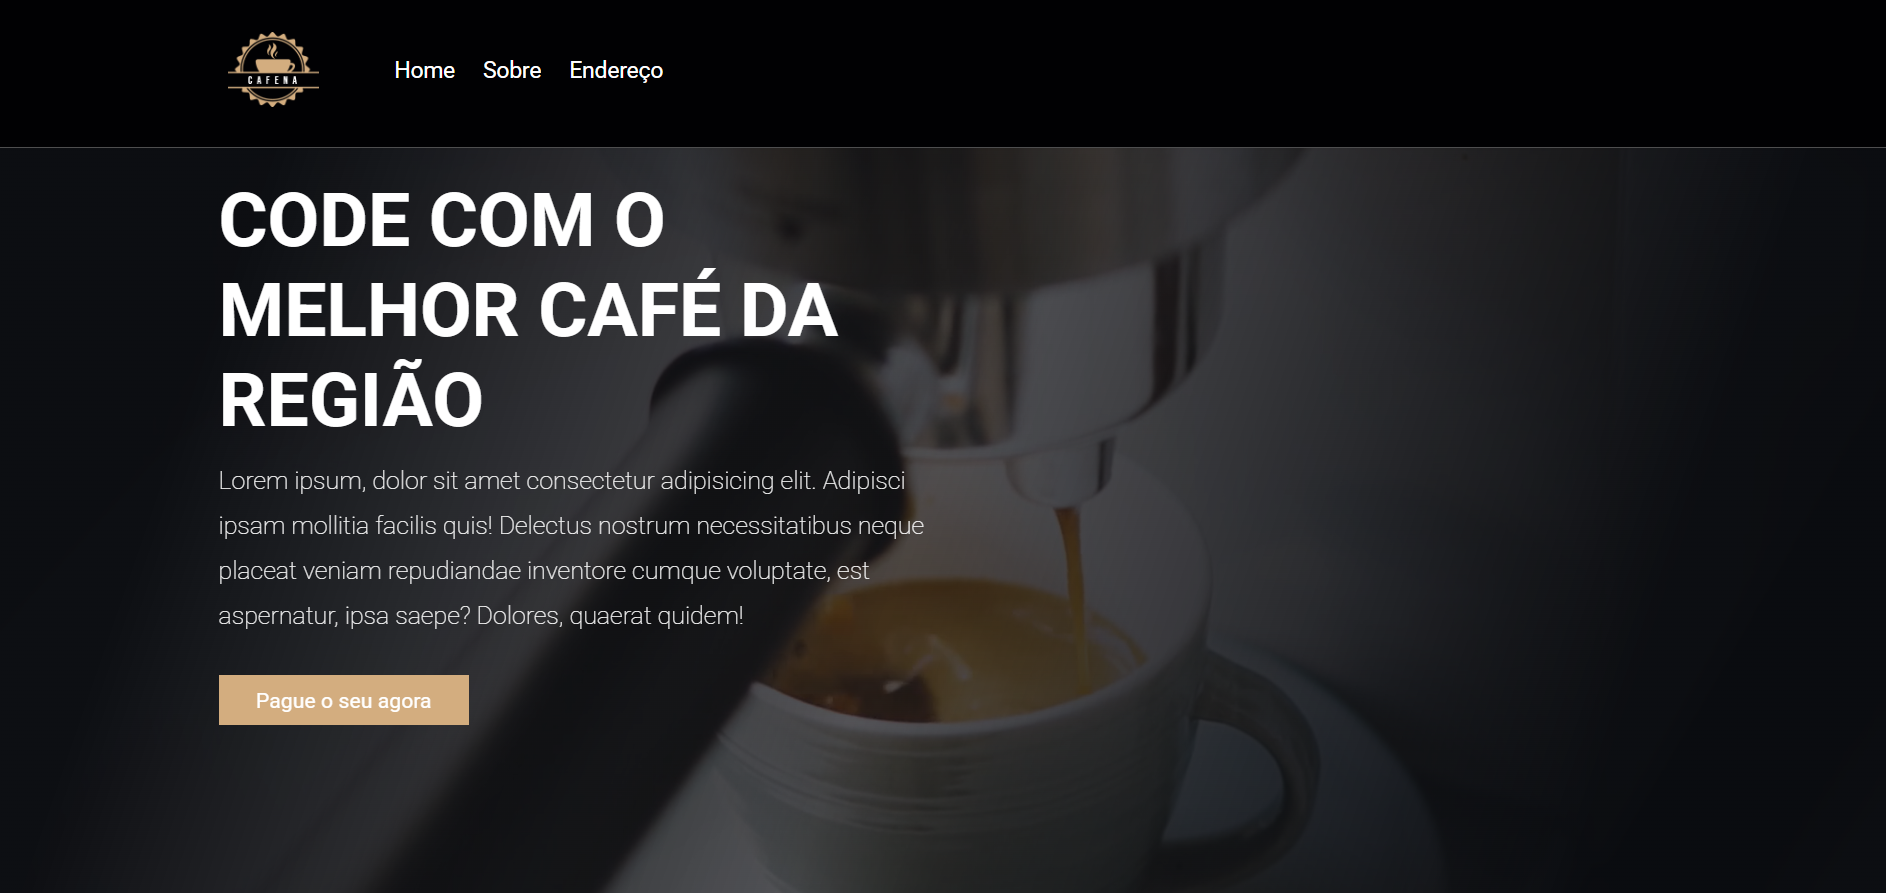 CAFENA
Home Sobre Endereço
CODE COM O
MELHOR CAFÉ DA
REGIÃO
Lorem ipsum, dolor sit amet consectetur adipisicing elit. Adipisci
ipsam mollitia facilis quis! Delectus nostrum necessitatibus neque
placeat veniam repudiandae inventore cumque voluptate, est
aspernatur, ipsa saepe? Dolores, quaerat quidem!
Pague o seu agora